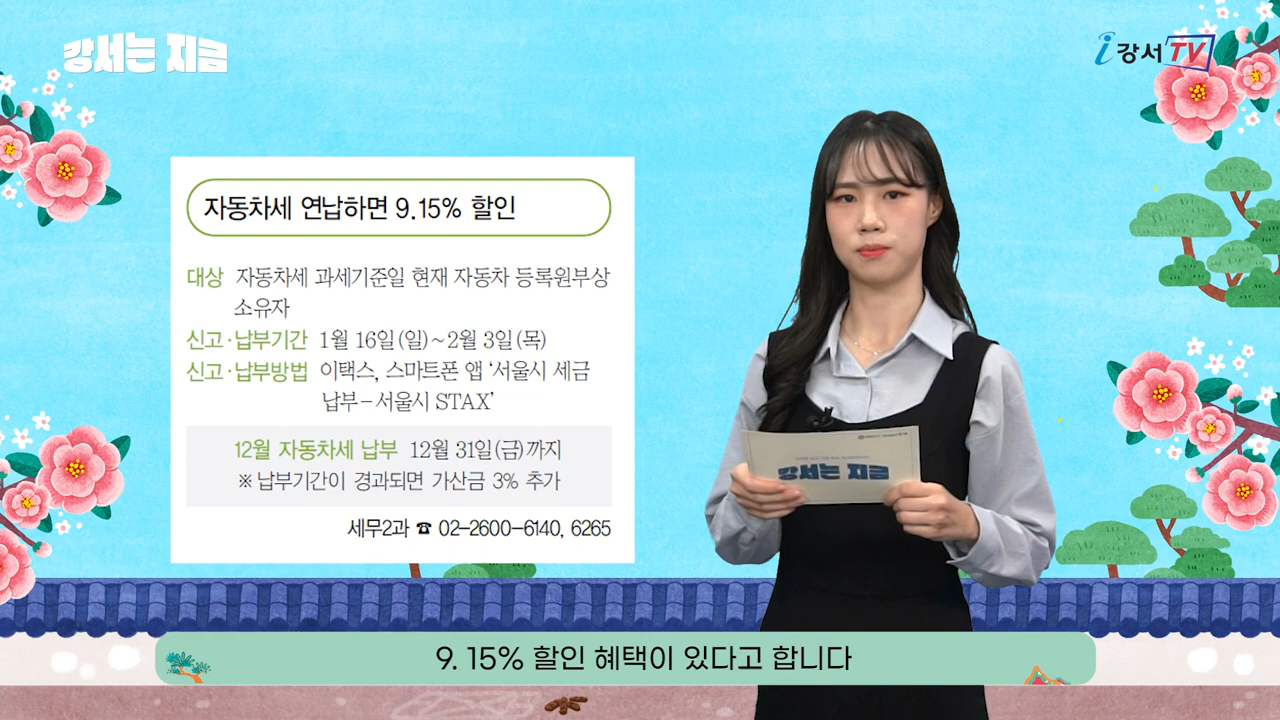 강서는 지금
i 강서TV
자동차세 연납하면 9.15% 할인
대상 자동차세 과세기준일 현재 자동차 등록원부상
소유자
신고·납부기간 1월 16일(일)~2월 3일(목)
신고·납부방법 이택스, 스마트폰 앱 ‘서울시 세금
납부-서울시 STAX’
12월 자동차세 납부 12월 31일(금)까지
※ 납부기간이 경과되면 가산금 3% 추가
세무2과 ☎ 02-2600-6140, 6265
강서는 지금
9. 15% 할인 혜택이 있다고 합니다